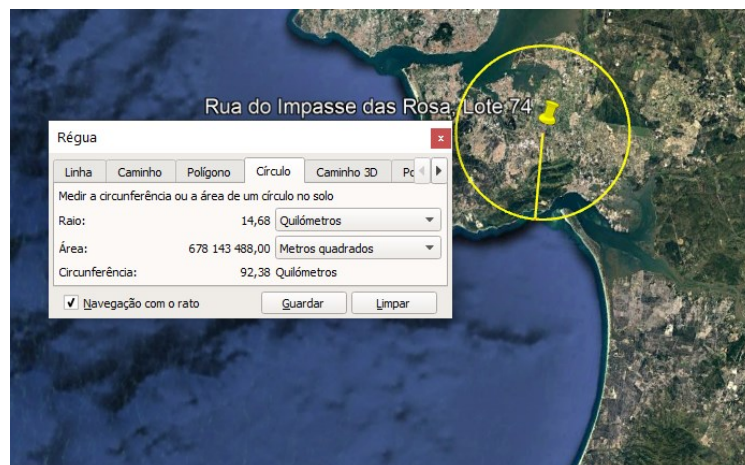 Rua do Impasse das Rosa, Lote 74
Régua
x
Linha Caminho Polígono Círculo Caminho 3D
Medir a circunferência ou a área de um círculo no solo
Raio: 14,68 Quilómetros
Área: 678 143 488,00 Metros quadrados
Circunferência: 92,38 Quilómetros
Navegação com o rato Guardar Limpar